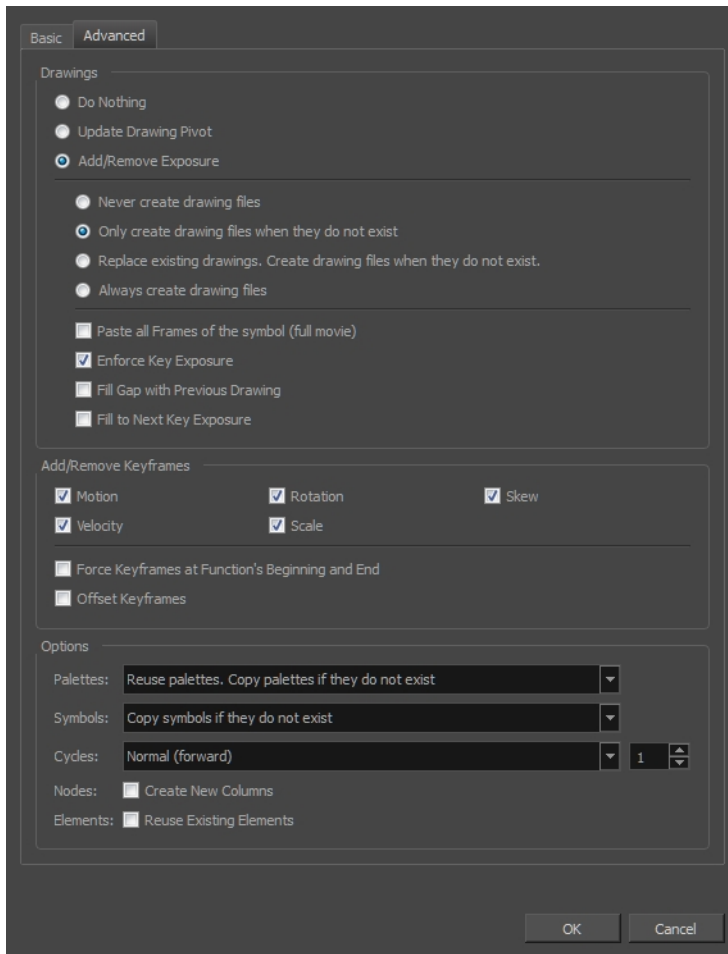 Basic Advanced
Drawings
Do Nothing
Update Drawing Pivot
Add/Remove Exposure
Never create drawing files
Only create drawing files when they do not exist
Replace existing drawings. Create drawing files when they do not exist.
Always create drawing files
Paste all Frames of the symbol (full movie)
Enforce Key Exposure
Fill Gap with Previous Drawing
Fill to Next Key Exposure
Add/Remove Keyframes
Motion Rotation Skew
Velocity Scale
Force Keyframes at Function's Beginning and End
Offset Keyframes
Options
Palettes: Reuse palettes. Copy palettes if they do not exist
Symbols: Copy symbols if they do not exist
Cycles: Normal (forward) 1
Nodes: Create New Columns
Elements: Reuse Existing Elements
OK Cancel